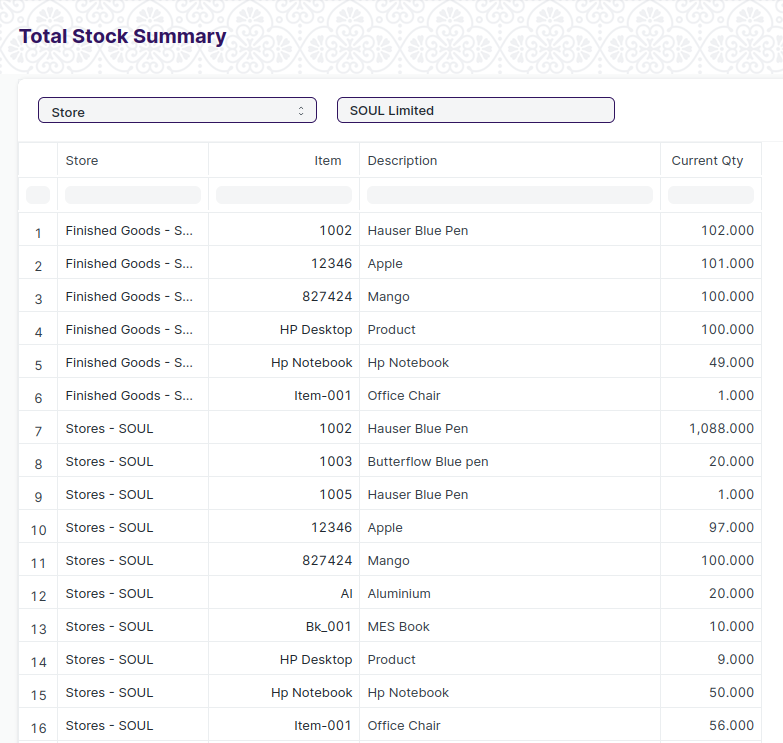 Total Stock Summary
Store SOUL Limited
Store Item Description Current Qty
1 Finished Goods - S... 1002 Hauser Blue Pen 102.000
2 Finished Goods - S... 12346 Apple 101.000
3 Finished Goods - S... 827424 Mango 100.000
4 Finished Goods - S... HP Desktop Product 100.000
5 Finished Goods - S... Hp Notebook Hp Notebook 49.000
6 Finished Goods - S... Item-001 Office Chair 1.000
7 Stores - SOUL 1002 Hauser Blue Pen 1,088.000
8 Stores - SOUL 1003 Butterflow Blue pen 20.000
9 Stores - SOUL 1005 Hauser Blue Pen 1.000
10 Stores - SOUL 12346 Apple 97.000
11 Stores - SOUL 827424 Mango 100.000
12 Stores - SOUL Al Aluminium 20.000
13 Stores - SOUL Bk_001 MES Book 10.000
14 Stores - SOUL HP Desktop Product 9.000
15 Stores - SOUL Hp Notebook Hp Notebook 50.000
16 Stores - SOUL Item-001 Office Chair 56.000